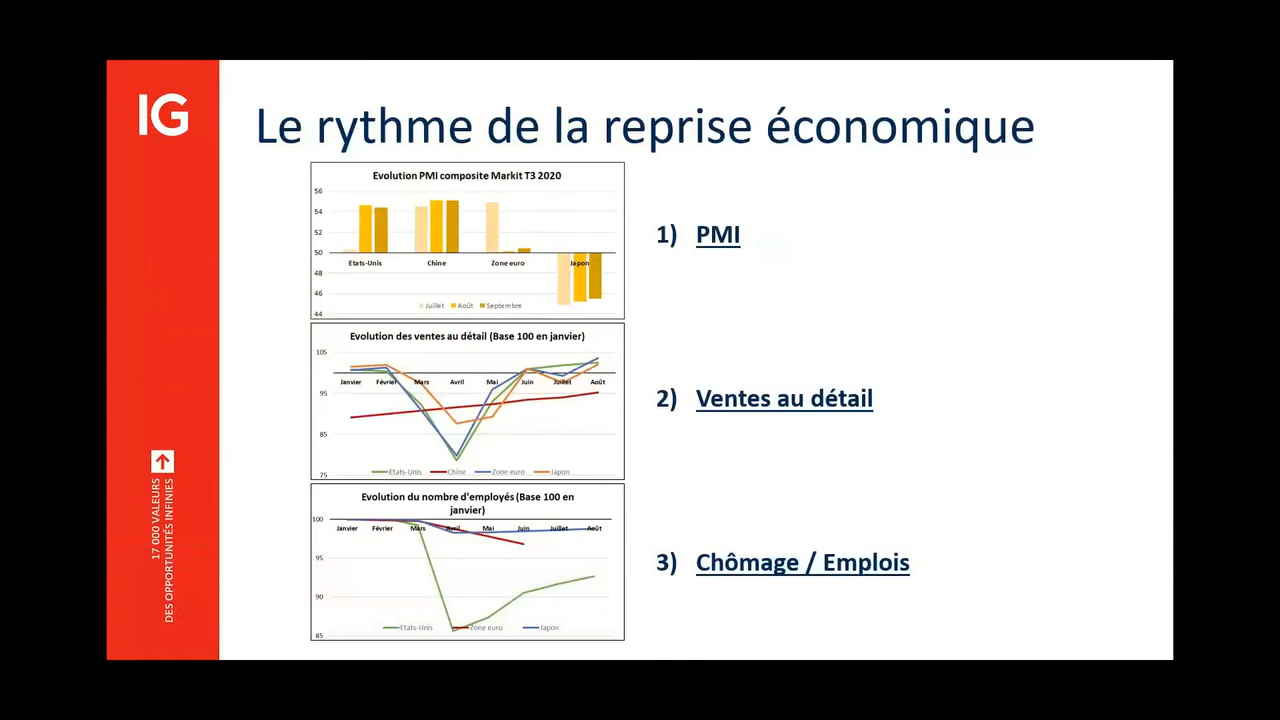 IG
Le rythme de la reprise économique
Evolution PMI composite Markit T3 2020
56
54
52
50
48
46
44
Etats-Unis Chine Zone euro Japon
Juillet Août Septembre
1) PMI
Evolution des ventes au détail (Base 100 en janvier)
105
95
85
75
Janvier Février Mars Avril Mai Juin Juillet Août
Etats-Unis Chine Zone euro Japon
2) Ventes au détail
Evolution du nombre d'employés (Base 100 en
janvier)
100
95
90
85
Janvier Février Mars Avril Mai Juin Juillet Août
Etats-Unis Zone euro Japon
3) Chômage / Emplois
17 000 VALEURS
DES OPPORTUNITÉS INFINIES